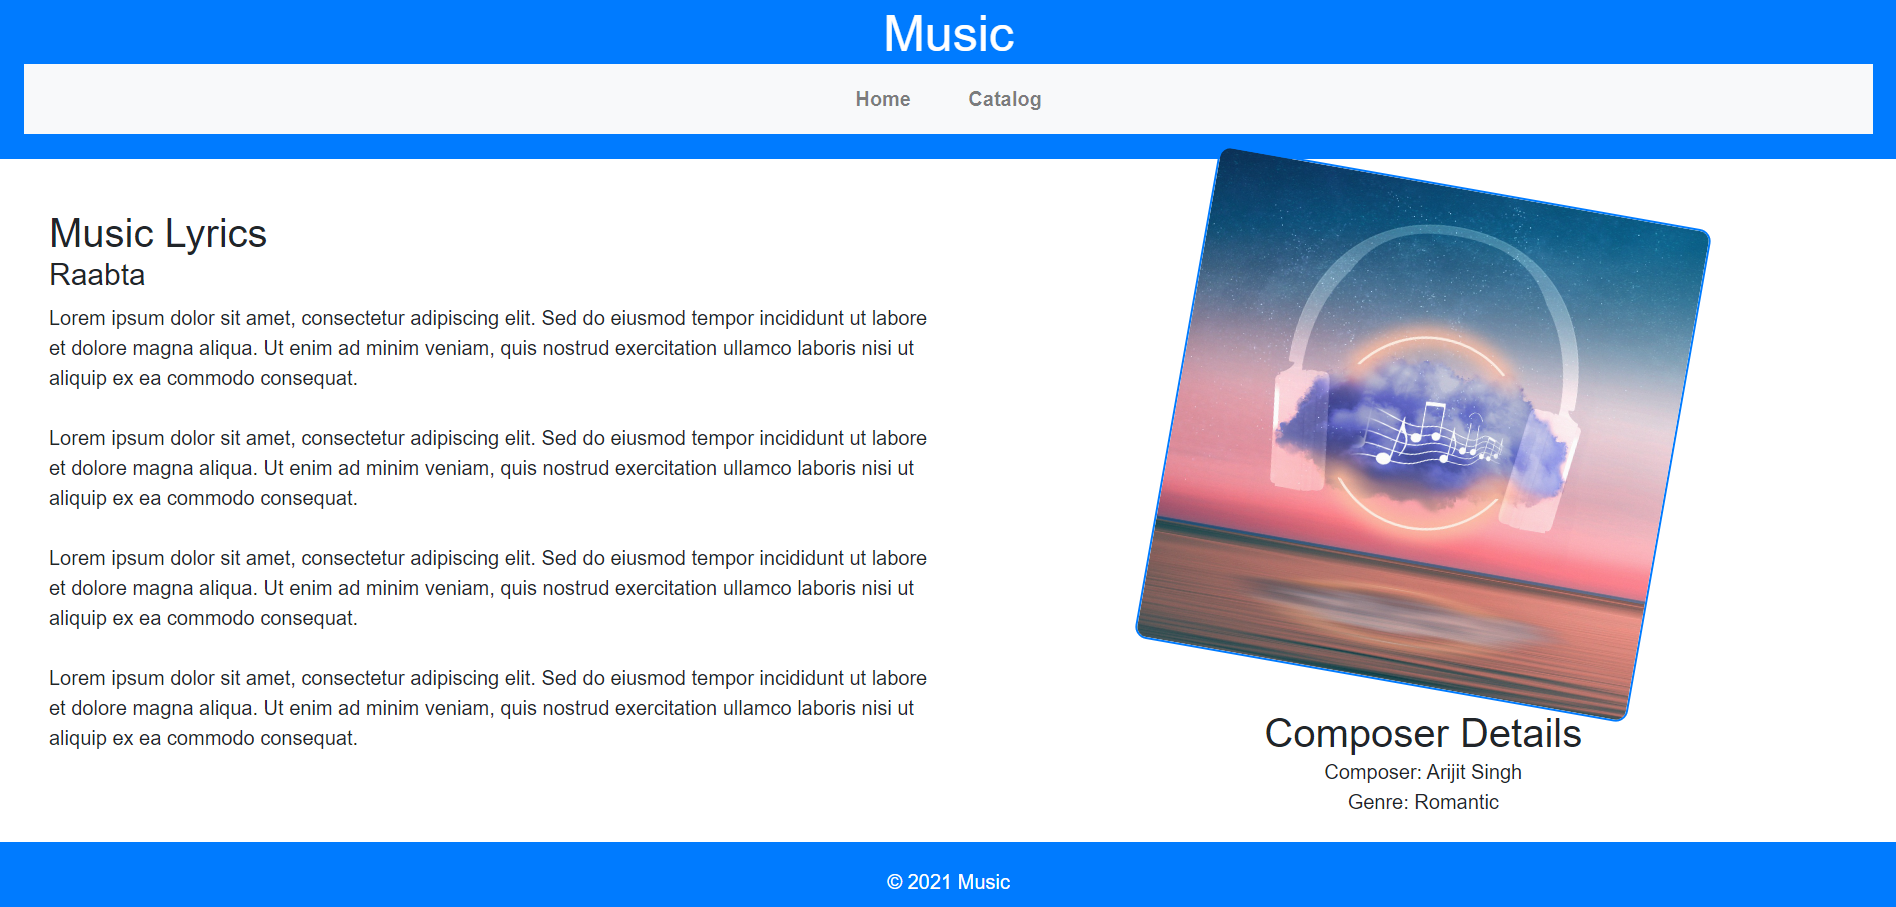 Music
Home
Catalog
Music Lyrics
Raabta
Lorem ipsum dolor sit amet, consectetur adipiscing elit. Sed do eiusmod tempor incididunt ut labore
et dolore magna aliqua. Ut enim ad minim veniam, quis nostrud exercitation ullamco laboris nisi ut
aliquip ex ea commodo consequat.
Lorem ipsum dolor sit amet, consectetur adipiscing elit. Sed do eiusmod tempor incididunt ut labore
et dolore magna aliqua. Ut enim ad minim veniam, quis nostrud exercitation ullamco laboris nisi ut
aliquip ex ea commodo consequat.
Lorem ipsum dolor sit amet, consectetur adipiscing elit. Sed do eiusmod tempor incididunt ut labore
et dolore magna aliqua. Ut enim ad minim veniam, quis nostrud exercitation ullamco laboris nisi ut
aliquip ex ea commodo consequat.
Lorem ipsum dolor sit amet, consectetur adipiscing elit. Sed do eiusmod tempor incididunt ut labore
et dolore magna aliqua. Ut enim ad minim veniam, quis nostrud exercitation ullamco laboris nisi ut
aliquip ex ea commodo consequat.
Composer Details
Composer: Arijit Singh
Genre: Romantic
© 2021 Music